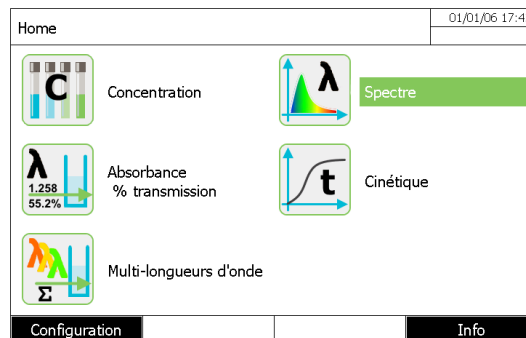 Home
01/01/06 17:4
C
Concentration
λ
Spectre
λ
1.258
55.2%
Absorbance
% transmission
t
Cinétique
λλλ
Σ
Multi-longueurs d'onde
Configuration
Info